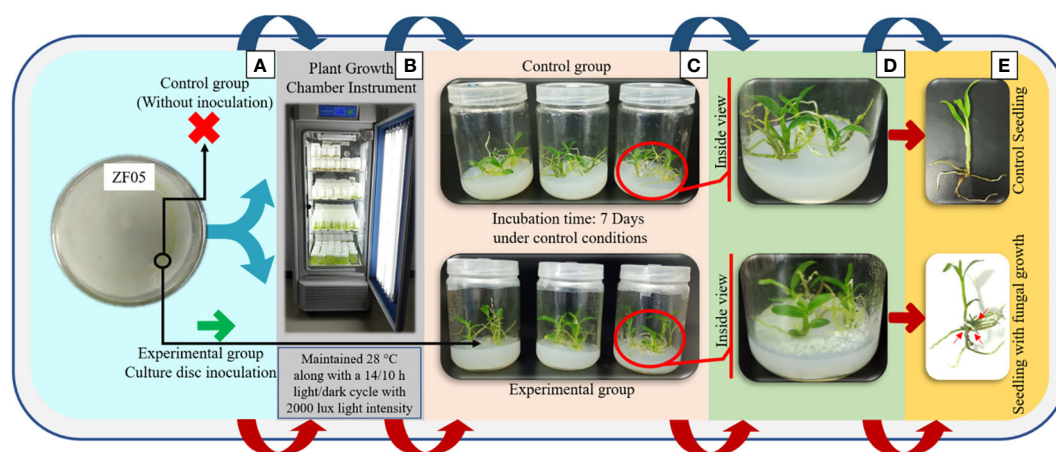 A
Control group
(Without inoculation)
ZF05
Experimental group
Culture disc inoculation
B
Plant Growth
Chamber Instrument
Maintained 28 °C
along with a 14/10 h
light/dark cycle with
2000 lux light intensity
C
Control group
Incubation time: 7 Days
under control conditions
Experimental group
D
Inside view
Inside view
E
Control Seedling
Seedling with fungal growth